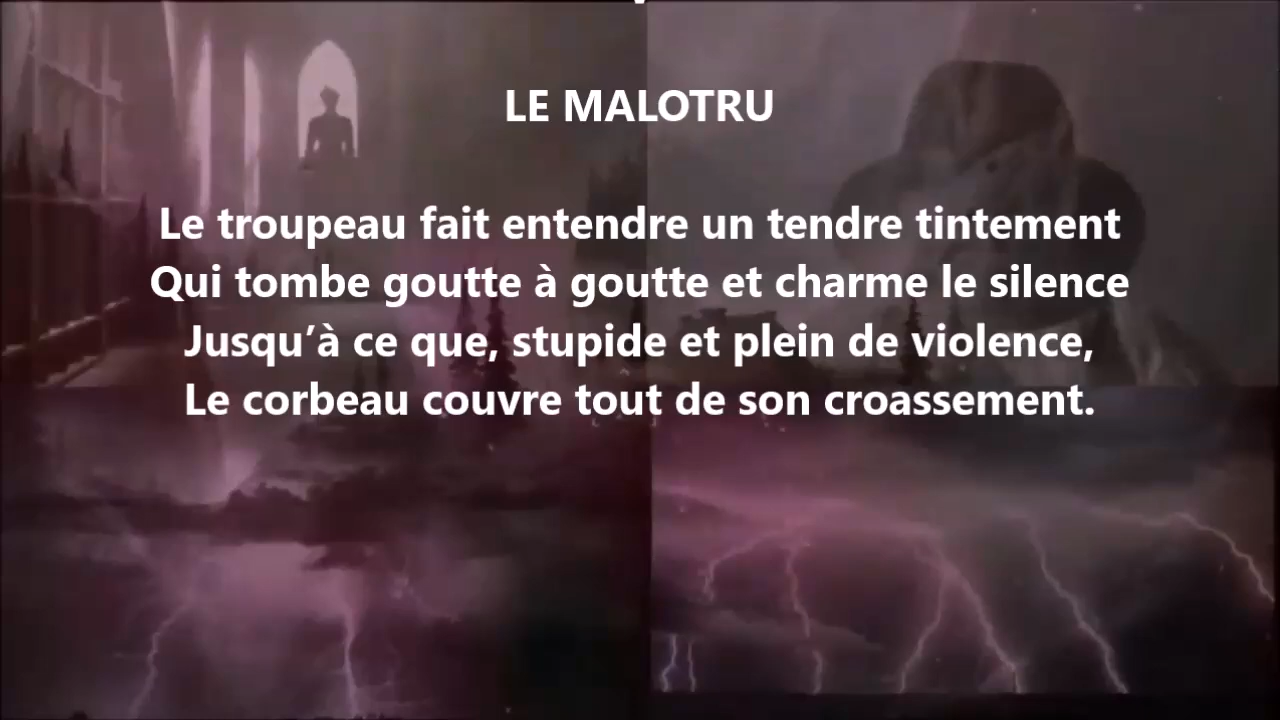 LE MALOTRU
Le troupeau fait entendre un tendre tintement
Qui tombe goutte à goutte et charme le silence
Jusqu’à ce que, stupide et plein de violence,
Le corbeau couvre tout de son croassement.